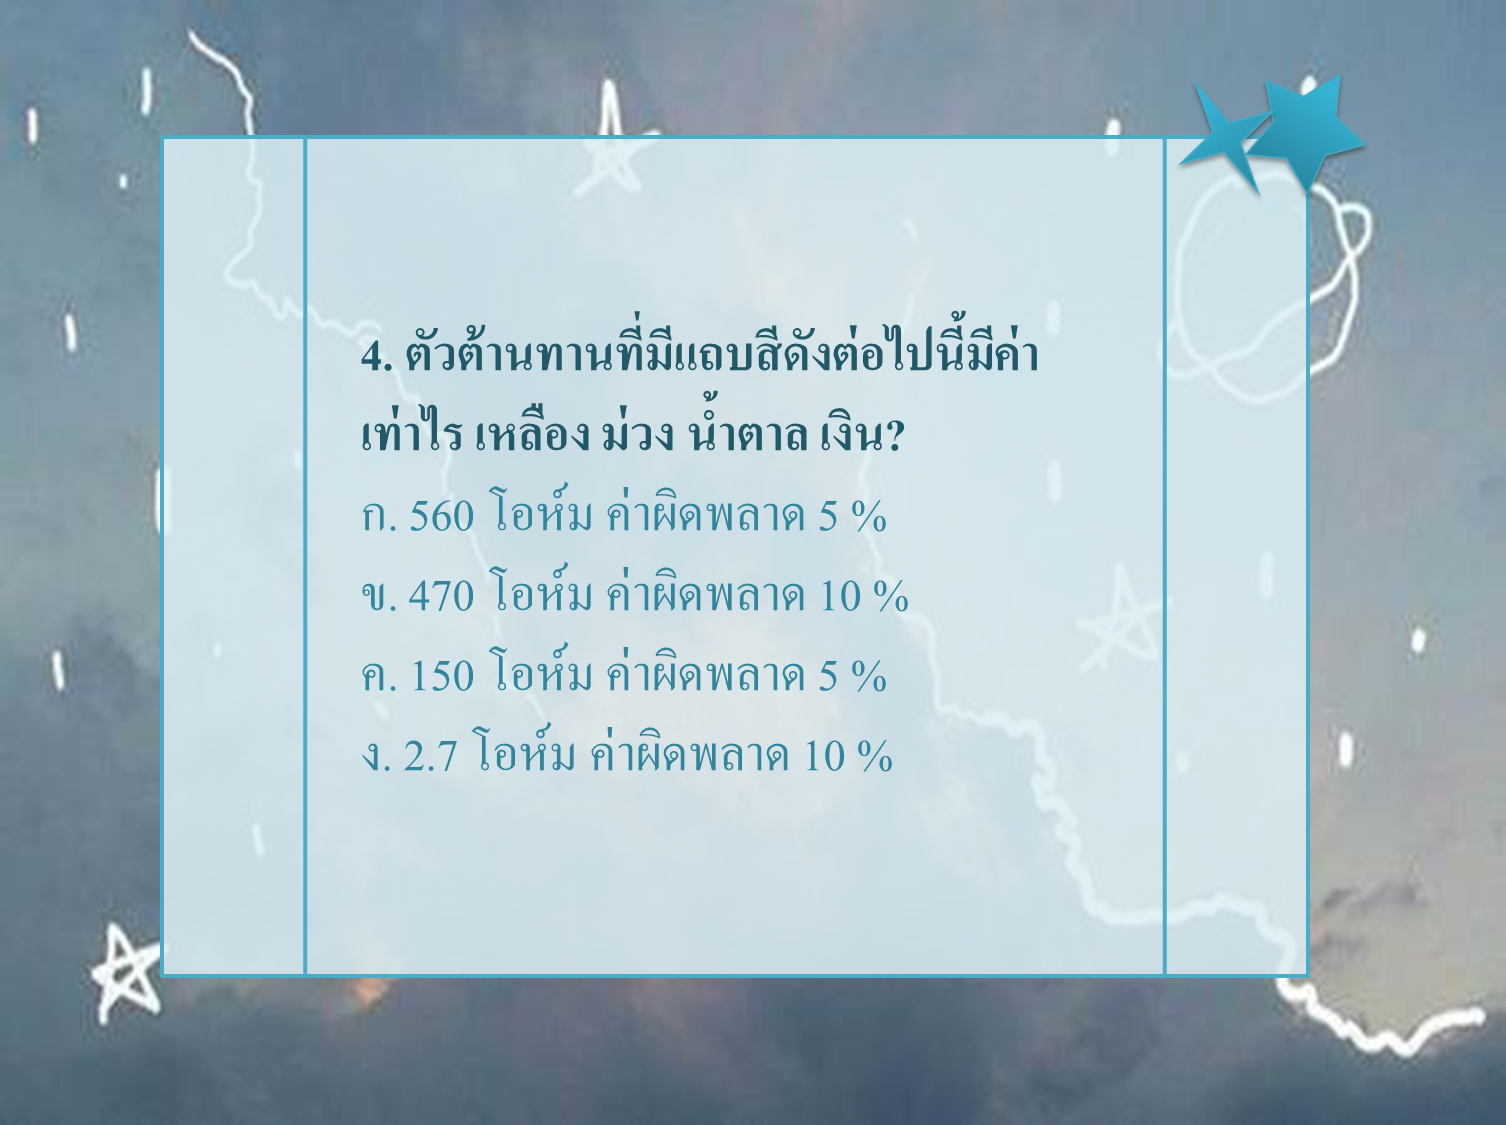 4. ตัวต้านทานที่มีแถบสีดังต่อไปนี้มีค่า
เท่าไร เหลือง ม่วง น้ำตาล เงิน?
ก. 560 โอห์ม ค่าผิดพลาด 5 %
ข. 470 โอห์ม ค่าผิดพลาด 10 %
ค. 150 โอห์ม ค่าผิดพลาด 5 %
ง. 2.7 โอห์ม ค่าผิดพลาด 10 %